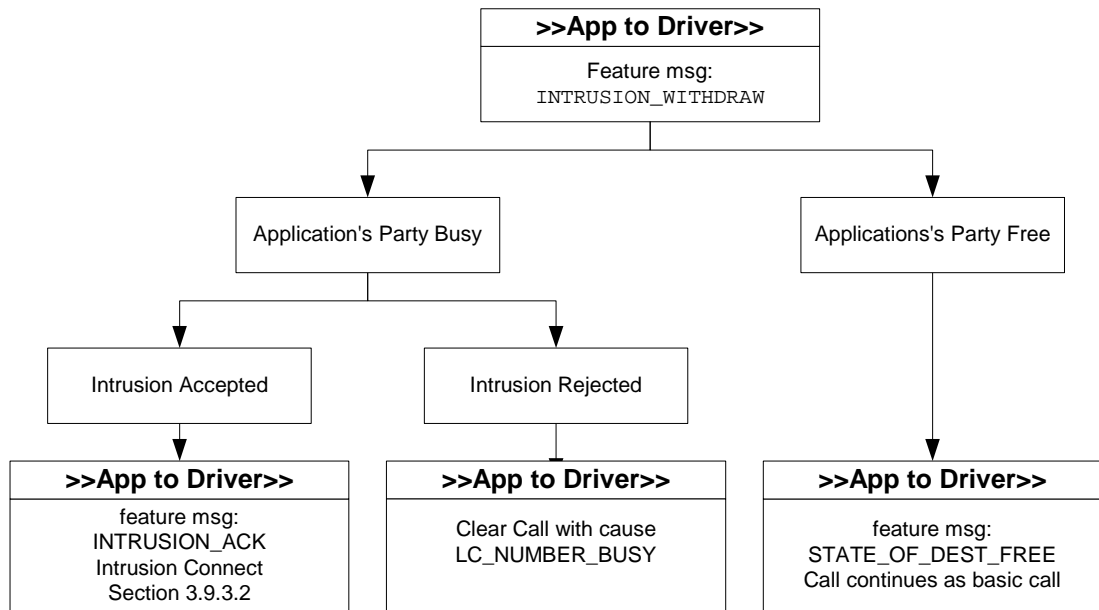 >>App to Driver>>
Feature msg:
INTRUSION_WITHDRAW
Application's Party Busy
Applications's Party Free
Intrusion Accepted
Intrusion Rejected
>>App to Driver>>
feature msg:
INTRUSION_ACK
Intrusion Connect
Section 3.9.3.2
>>App to Driver>>
Clear Call with cause
LC_NUMBER_BUSY
>>App to Driver>>
feature msg:
STATE_OF_DEST_FREE
Call continues as basic call